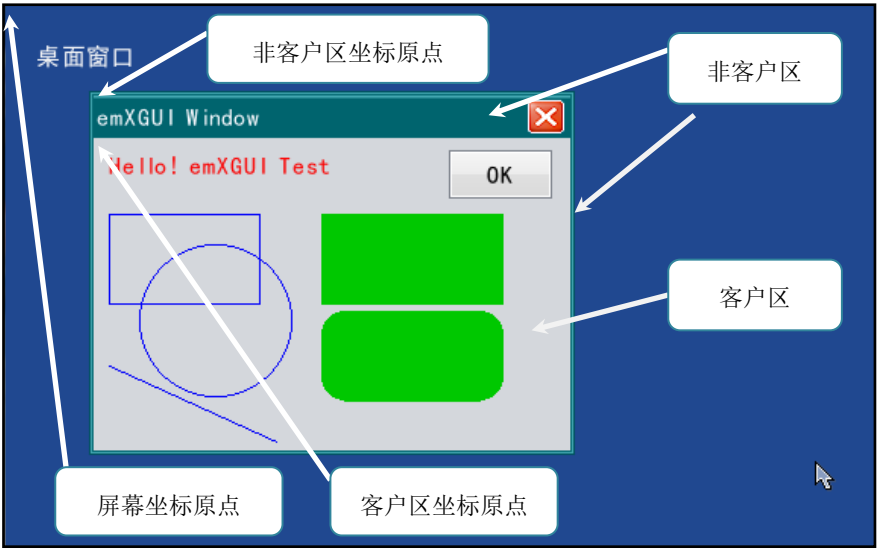 桌面窗口
非客户区坐标原点
非客户区
emXGUI Window
Hello! emXGUI Test
OK
客户区
屏幕坐标原点
客户区坐标原点